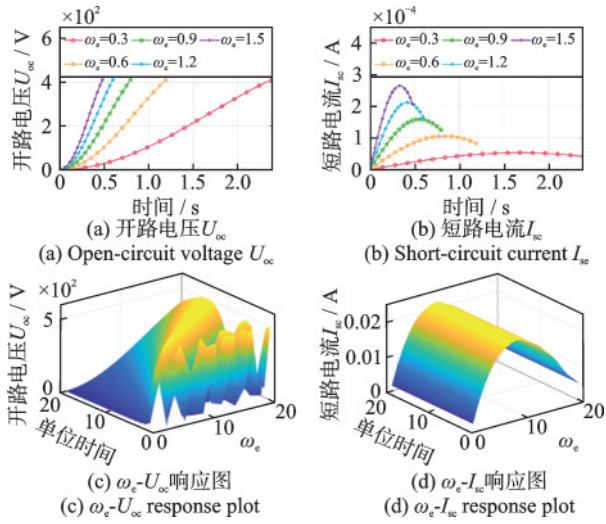 ×10²
开路电压U_oc / V
ω_e=0.3 ω_e=0.9 ω_e=1.5
ω_e=0.6 ω_e=1.2
6
4
2
0
0 0.5 1.0 1.5 2.0
时间 / s
(a) 开路电压U_oc
(a) Open-circuit voltage U_oc
×10⁻⁴
短路电流I_sc / A
ω_e=0.3 ω_e=0.9 ω_e=1.5
ω_e=0.6 ω_e=1.2
4
2
0
0 0.5 1.0 1.5 2.0
时间 / s
(b) 短路电流I_sc
(b) Short-circuit current I_se
×10²
开路电压U_oc / V
5
0
20
10
0
单位时间
0
10
20
ω_e
(c) ω_e-U_oc响应图
(c) ω_e-U_oc response plot
短路电流I_sc / A
0.02
0.01
0
20
10
0
单位时间
0
10
20
ω_e
(d) ω_e-I_sc响应图
(d) ω_e-I_sc response plot